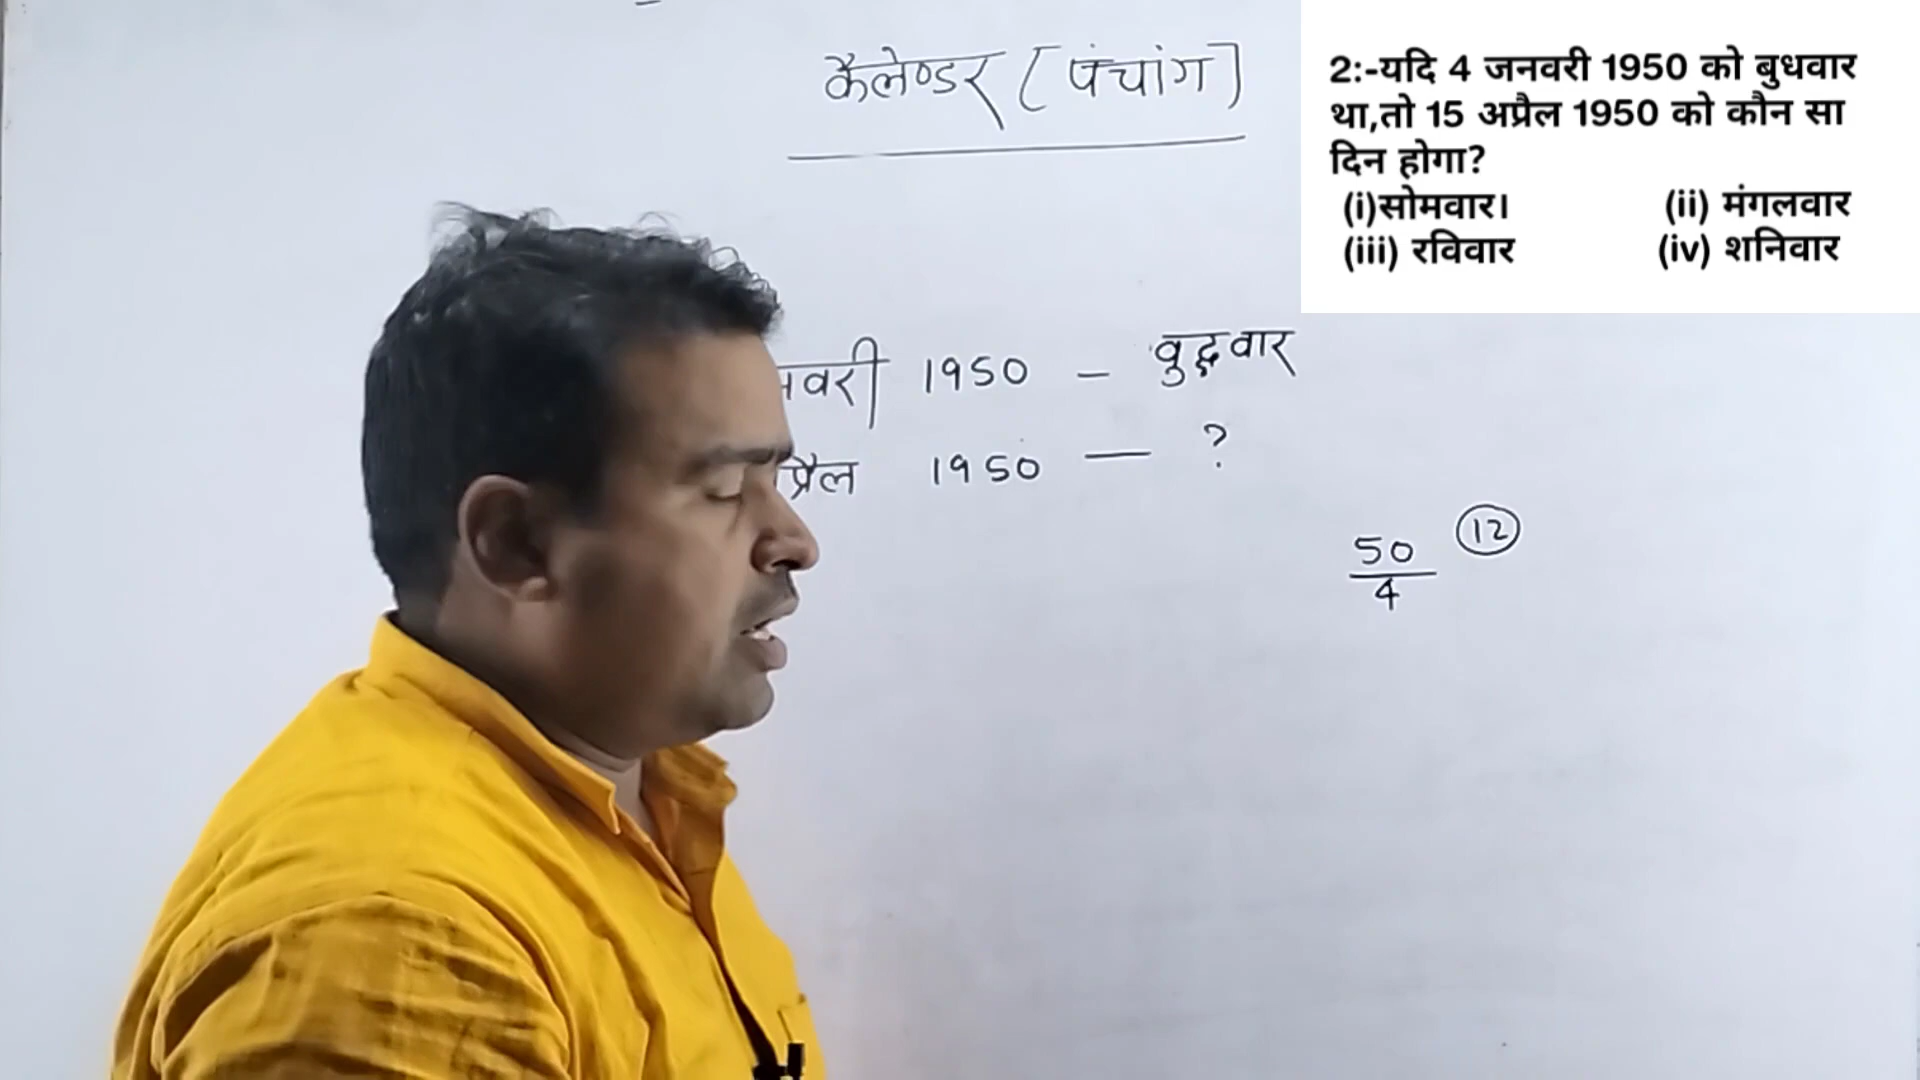 कैलेण्डर [ पंचांग ]
2:-यदि 4 जनवरी 1950 को बुधवार
था,तो 15 अप्रैल 1950 को कौन सा
दिन होगा?
(i)सोमवार। (ii) मंगलवार
(iii) रविवार (iv) शनिवार
नवरी 1950 - बुद्धवार
प्रैल 1950 — ?
50 12
4